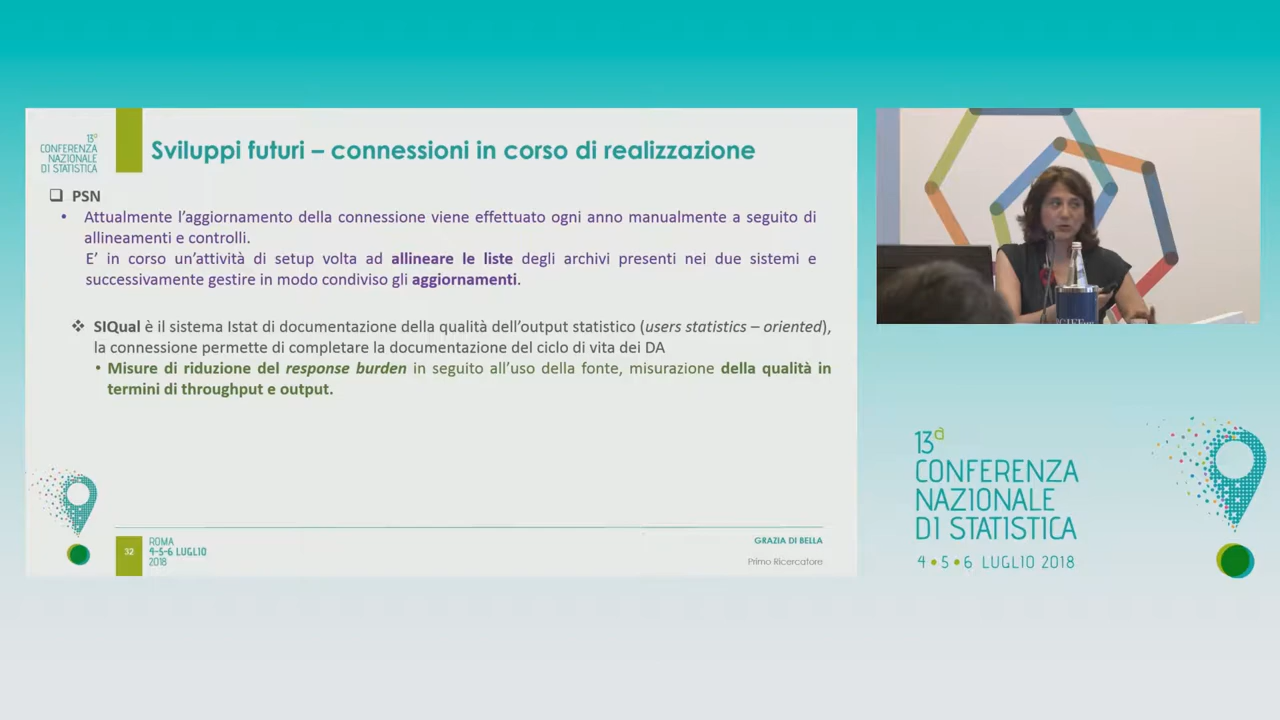 13a
CONFERENZA
NAZIONALE
DI STATISTICA
Sviluppi futuri – connessioni in corso di realizzazione
❑ PSN
• Attualmente l’aggiornamento della connessione viene effettuato ogni anno manualmente a seguito di
allineamenti e controlli.
E’ in corso un’attività di setup volta ad allineare le liste degli archivi presenti nei due sistemi e
successivamente gestire in modo condiviso gli aggiornamenti.
❖ SIQual è il sistema Istat di documentazione della qualità dell’output statistico (users statistics – oriented),
la connessione permette di completare la documentazione del ciclo di vita dei DA
• Misure di riduzione del response burden in seguito all’uso della fonte, misurazione della qualità in
termini di throughput e output.
32
ROMA
4-5-6 LUGLIO
2018
GRAZIA DI BELLA
Primo Ricercatore
13a
CONFERENZA
NAZIONALE
DI STATISTICA
4 • 5 • 6 LUGLIO 2018